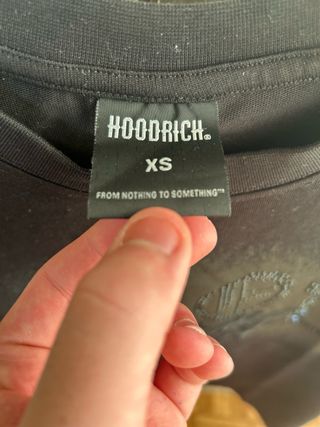 HOODRICH®
XS
FROM NOTHING TO SOMETHING™